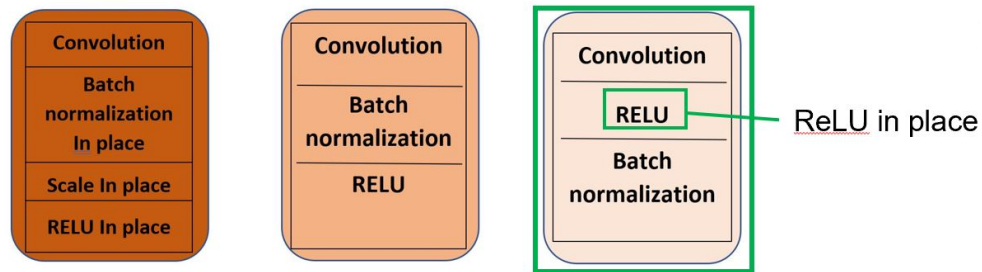 Convolution
Batch
normalization
In place
Scale In place
RELU In place
Convolution
Batch
normalization
RELU
Convolution
RELU
Batch
normalization
ReLU in place